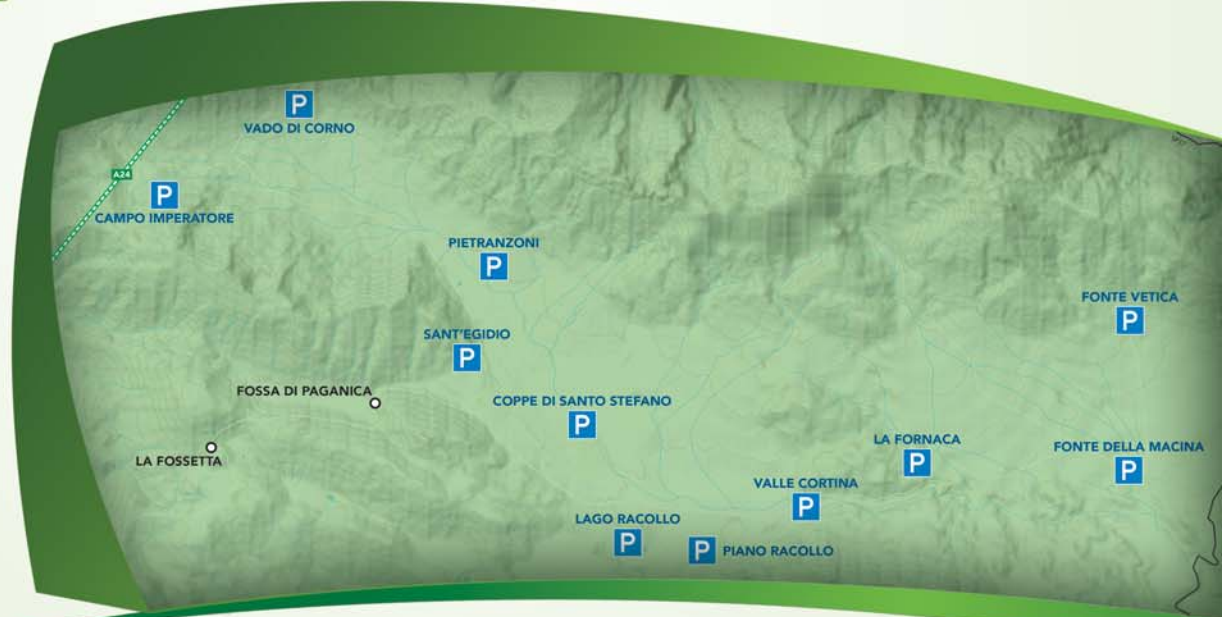 P
VADO DI CORNO
A24
P
CAMPO IMPERATORE
PIETRANZONI
P
FONTE VETICA
P
SANT'EGIDIO
P
FOSSA DI PAGANICA
COPPE DI SANTO STEFANO
P
LA FOSSETTA
LA FORNACA
P
FONTE DELLA MACINA
P
VALLE CORTINA
P
LAGO RACOLLO
P
P PIANO RACOLLO